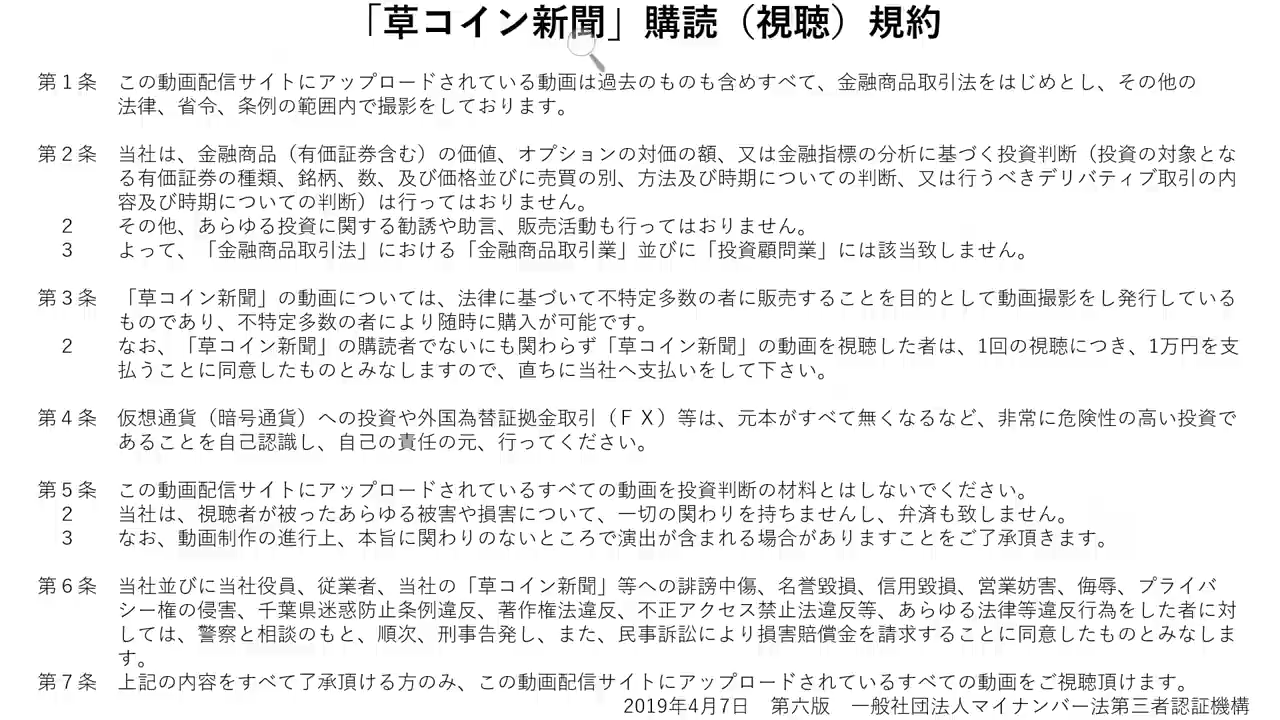 「草コイン新聞」購読（視聴）規約
第１条　この動画配信サイトにアップロードされている動画は過去のものも含めすべて、金融商品取引法をはじめとし、その他の
法律、省令、条例の範囲内で撮影をしております。
第２条　当社は、金融商品（有価証券含む）の価値、オプションの対価の額、又は金融指標の分析に基づく投資判断（投資の対象とな
る有価証券の種類、銘柄、数、及び価格並びに売買の別、方法及び時期についての判断、又は行うべきデリバティブ取引の内
容及び時期についての判断）は行ってはおりません。
２　その他、あらゆる投資に関する勧誘や助言、販売活動も行ってはおりません。
３　よって、「金融商品取引法」における「金融商品取引業」並びに「投資顧問業」には該当致しません。
第３条　「草コイン新聞」の動画については、法律に基づいて不特定多数の者に販売することを目的として動画撮影をし発行している
ものであり、不特定多数の者により随時に購入が可能です。
２　なお、「草コイン新聞」の購読者でないにも関わらず「草コイン新聞」の動画を視聴した者は、1回の視聴につき、1万円を支
払うことに同意したものとみなしますので、直ちに当社へ支払いをして下さい。
第４条　仮想通貨（暗号通貨）への投資や外国為替証拠金取引（ＦＸ）等は、元本がすべて無くなるなど、非常に危険性の高い投資で
あることを自己認識し、自己の責任の元、行ってください。
第５条　この動画配信サイトにアップロードされているすべての動画を投資判断の材料とはしないでください。
２　当社は、視聴者が被ったあらゆる被害や損害について、一切の関わりを持ちませんし、弁済も致しません。
３　なお、動画制作の進行上、本旨に関わりのないところで演出が含まれる場合がありますことをご了承頂きます。
第６条　当社並びに当社役員、従業者、当社の「草コイン新聞」等への誹謗中傷、名誉毀損、信用毀損、営業妨害、侮辱、プライバ
シー権の侵害、千葉県迷惑防止条例違反、著作権法違反、不正アクセス禁止法違反等、あらゆる法律等違反行為をした者に対
しては、警察と相談のもと、順次、刑事告発し、また、民事訴訟により損害賠償金を請求することに同意したものとみなしま
す。
第７条　上記の内容をすべて了承頂ける方のみ、この動画配信サイトにアップロードされているすべての動画をご視聴頂けます。
2019年4月7日　第六版　一般社団法人マイナンバー法第三者認証機構